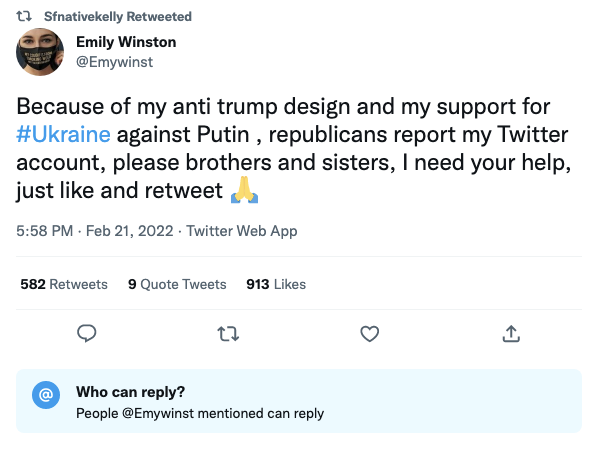 Sfnativekelly Retweeted
Emily Winston
@Emywinst
Because of my anti trump design and my support for
#Ukraine against Putin , republicans report my Twitter
account, please brothers and sisters, I need your help,
just like and retweet 🙏
5:58 PM · Feb 21, 2022 · Twitter Web App
582 Retweets 9 Quote Tweets 913 Likes
@
Who can reply?
People @Emywinst mentioned can reply